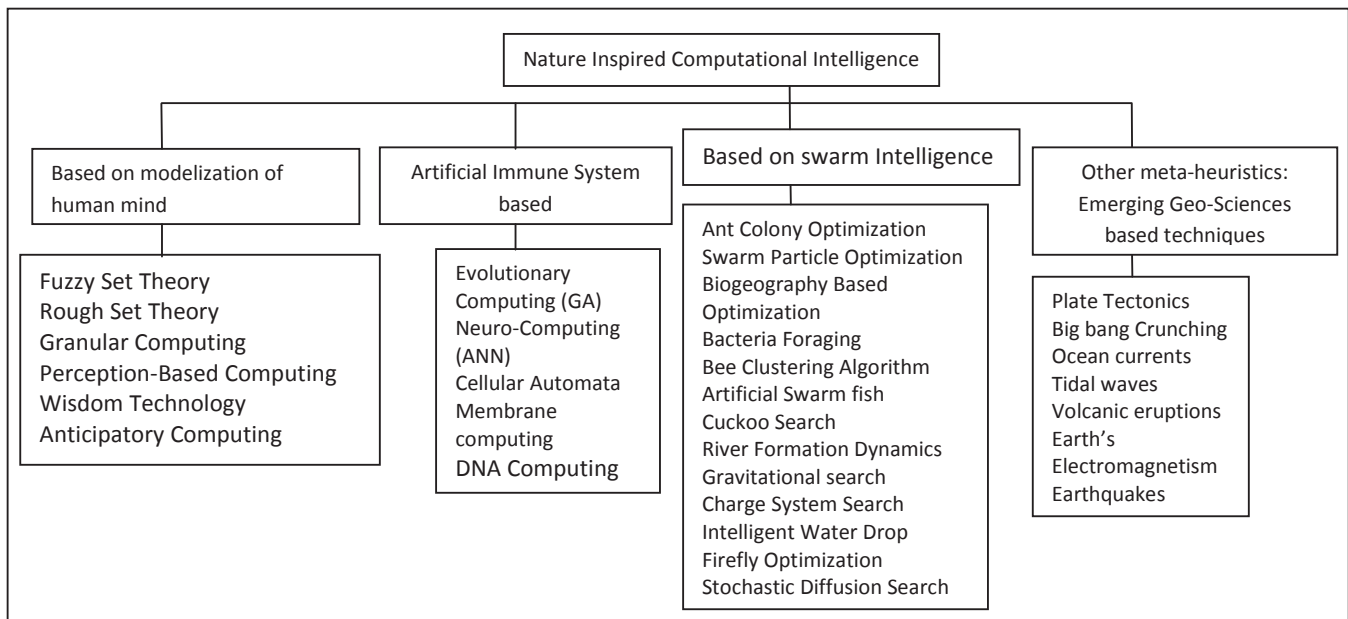 Nature Inspired Computational Intelligence
Based on modelization of
human mind
Fuzzy Set Theory
Rough Set Theory
Granular Computing
Perception-Based Computing
Wisdom Technology
Anticipatory Computing
Artificial Immune System
based
Evolutionary
Computing (GA)
Neuro-Computing
(ANN)
Cellular Automata
Membrane
computing
DNA Computing
Based on swarm Intelligence
Ant Colony Optimization
Swarm Particle Optimization
Biogeography Based
Optimization
Bacteria Foraging
Bee Clustering Algorithm
Artificial Swarm fish
Cuckoo Search
River Formation Dynamics
Gravitational search
Charge System Search
Intelligent Water Drop
Firefly Optimization
Stochastic Diffusion Search
Other meta-heuristics:
Emerging Geo-Sciences
based techniques
Plate Tectonics
Big bang Crunching
Ocean currents
Tidal waves
Volcanic eruptions
Earth’s
Electromagnetism
Earthquakes